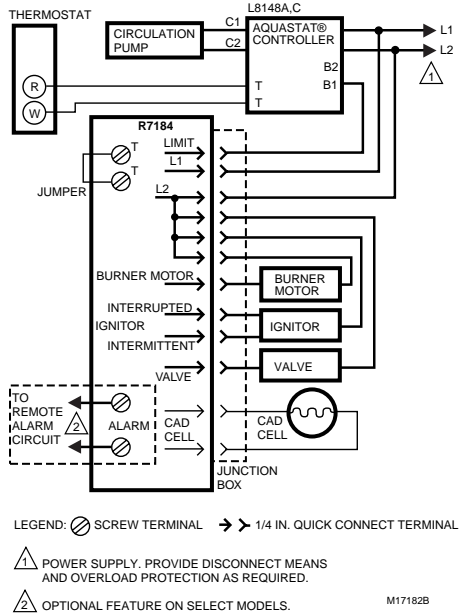 THERMOSTAT
L8148A,C
CIRCULATION
PUMP
C1
C2
AQUASTAT®
CONTROLLER
L1
L2
1
B2
B1
R
W
T
T
R7184
T
T
JUMPER
LIMIT
L1
L2
BURNER MOTOR
BURNER
MOTOR
INTERRUPTED
IGNITOR
INTERMITTENT
IGNITOR
VALVE
VALVE
TO
REMOTE
ALARM
CIRCUIT
2
ALARM
CAD
CELL
CAD
CELL
JUNCTION
BOX
LEGEND: SCREW TERMINAL 1/4 IN. QUICK CONNECT TERMINAL
1 POWER SUPPLY. PROVIDE DISCONNECT MEANS
AND OVERLOAD PROTECTION AS REQUIRED.
2 OPTIONAL FEATURE ON SELECT MODELS.
M17182B